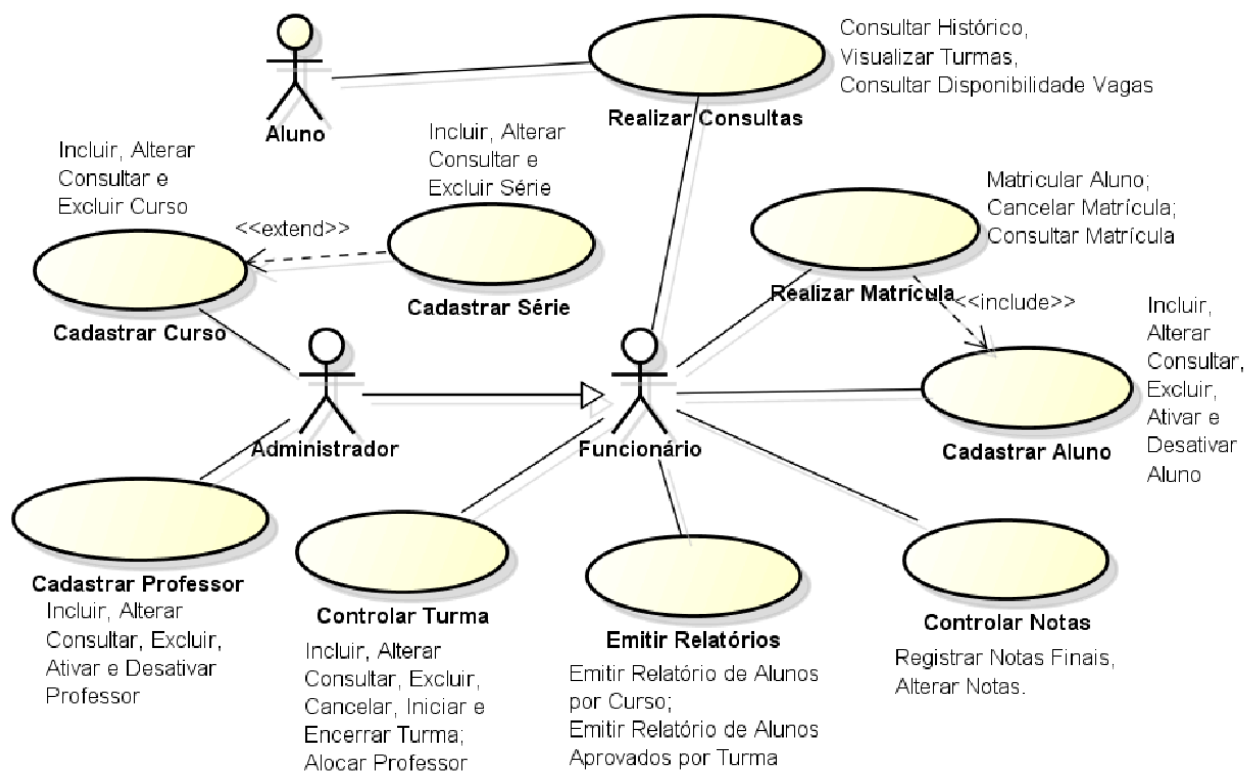 Consultar Histórico,
Visualizar Turmas,
Consultar Disponibilidade Vagas
Realizar Consultas
Aluno
Incluir, Alterar
Consultar e
Excluir Curso
Incluir, Alterar
Consultar e
Excluir Série
<<extend>>
Cadastrar Curso
Cadastrar Série
Matricular Aluno;
Cancelar Matrícula;
Consultar Matrícula
Realizar Matrícula
<<include>>
Incluir,
Alterar
Consultar,
Excluir,
Ativar e
Desativar
Aluno
Administrador
Funcionário
Cadastrar Aluno
Cadastrar Professor
Incluir, Alterar
Consultar, Excluir,
Ativar e Desativar
Professor
Controlar Turma
Incluir, Alterar
Consultar, Excluir,
Cancelar, Iniciar e
Encerrar Turma;
Alocar Professor
Emitir Relatórios
Emitir Relatório de Alunos
por Curso;
Emitir Relatório de Alunos
Aprovados por Turma
Controlar Notas
Registrar Notas Finais,
Alterar Notas.